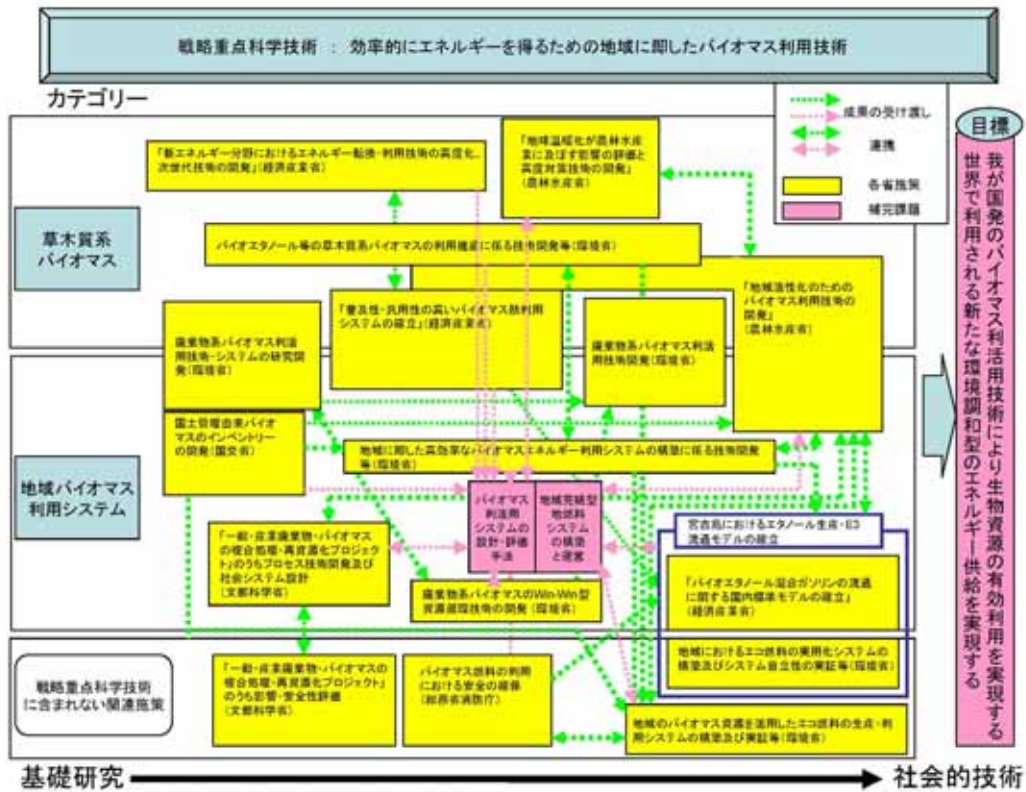 戦略重点科学技術 : 効率的にエネルギーを得るための地域に即したバイオマス利用技術
カテゴリー
成果の受け渡し
連携
各省施策
補完課題
目標
我が国発のバイオマス利活用技術により生物資源の有効利用を実現する
世界で利用される新たな環境調和型のエネルギー供給を実現する
草木質系
バイオマス
「新エネルギー分野におけるエネルギー転換・利用技術の高度化、
次世代技術の開発」(経済産業省)
「地球温暖化が農林水産
業に及ぼす影響の評価と
高度対策技術の開発」
(農林水産省)
バイオエタノール等の草木質系バイオマスの利用推進に係る技術開発等(環境省)
「地域活性化のための
バイオマス利用技術の
開発」
(農林水産省)
「普及性・汎用性の高いバイオマス熱利用
システムの確立」(経済産業省)
廃棄物系バイオマス利活
用技術・システムの研究開
発(環境省)
廃棄物系バイオマス利活
用技術開発(環境省)
地域バイオマス
利用システム
国土管理由来バイオ
マスのインベントリー
の開発(国交省)
地域に即した高効率なバイオマスエネルギー利用システムの構築に係る技術開発
等(環境省)
バイオマス
利活用
システムの
設計・評価
手法
地域完結型
地燃料
システム
の構築
と運営
宮古島におけるエタノール生産・E3
流通モデルの確立
「一般・産業廃棄物・バイオマス
の複合処理・再資源化プロジェク
ト」のうちプロセス技術開発及び
社会システム設計
(文部科学省)
廃棄物系バイオマスのWin-Win型
資源循環技術の開発(環境省)
「バイオエタノール混合ガソリンの流通
に関する国内標準モデルの確立」
(経済産業省)
地域におけるエコ燃料の実用化システムの
構築及びシステム自立性の実証等(環境省)
戦略重点科学技術
に含まれない関連施策
「一般・産業廃棄物・バイオマスの
複合処理・再資源化プロジェクト」
のうち影響・安全性評価
(文部科学省)
バイオマス燃料の利用
における安全の確保
(総務省消防庁)
地域のバイオマス資源を活用したエコ燃料の生産・利
用システムの構築及び実証等(環境省)
基礎研究
社会的技術